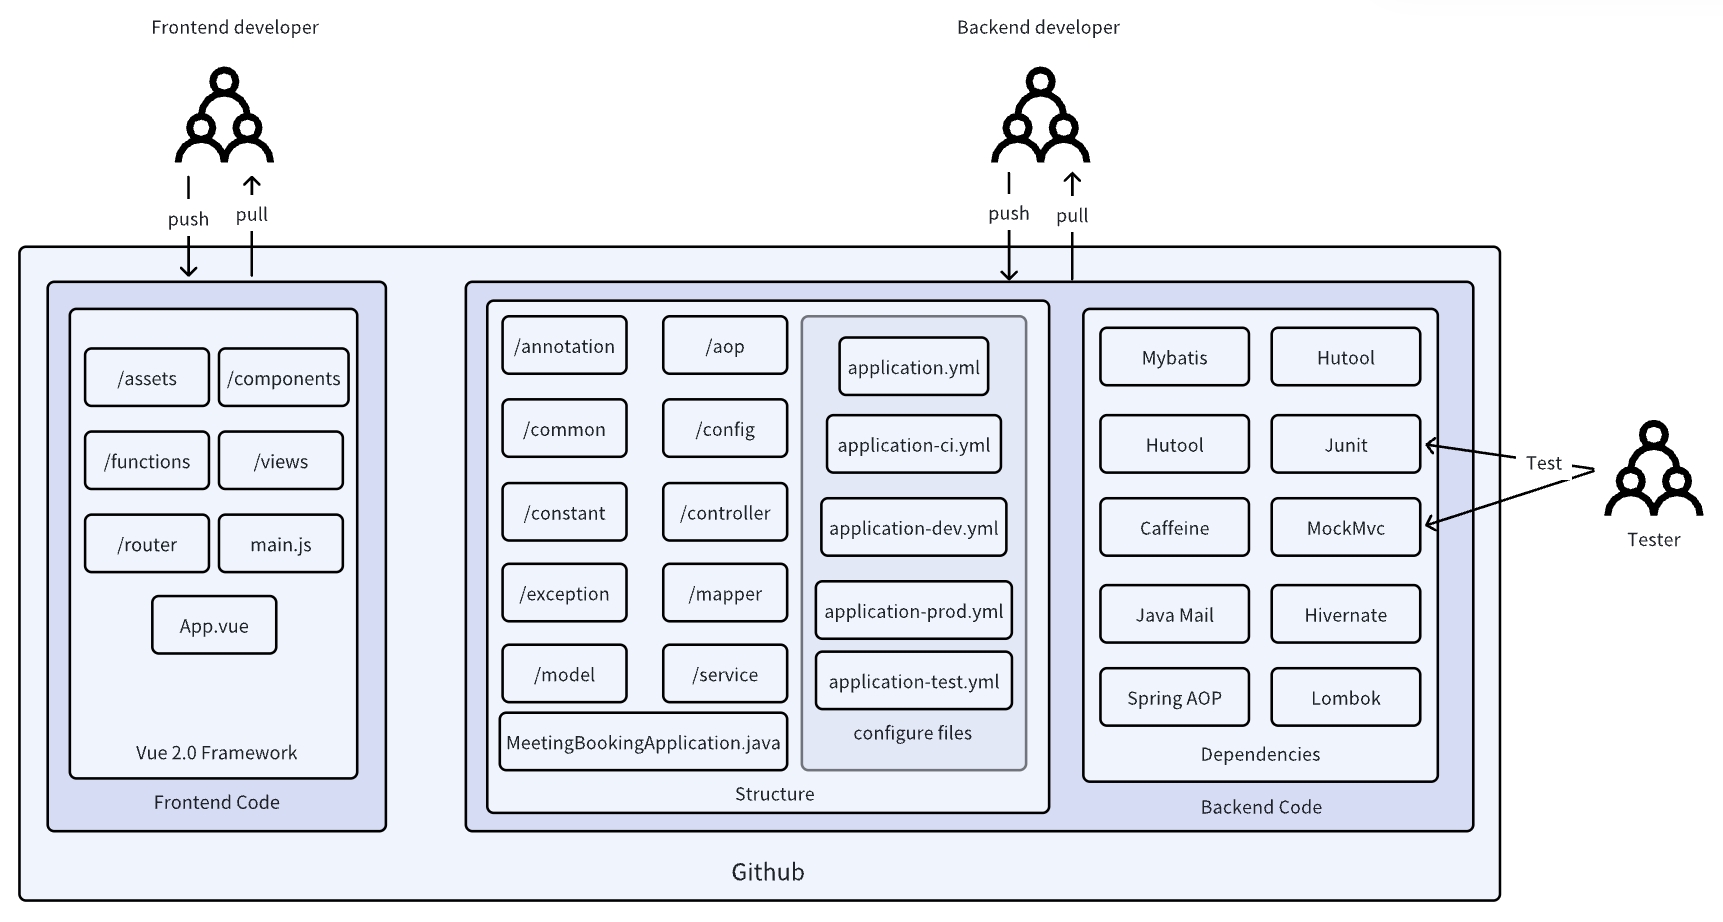 Frontend developer
Backend developer
push
pull
push
pull
/assets
/components
/functions
/views
/router
main.js
App.vue
Vue 2.0 Framework
Frontend Code
/annotation
/aop
/common
/config
/constant
/controller
/exception
/mapper
/model
/service
MeetingBookingApplication.java
application.yml
application-ci.yml
application-dev.yml
application-prod.yml
application-test.yml
configure files
Structure
Mybatis
Hutool
Hutool
Junit
Caffeine
MockMvc
Java Mail
Hivernate
Spring AOP
Lombok
Dependencies
Backend Code
Test
Tester
Github